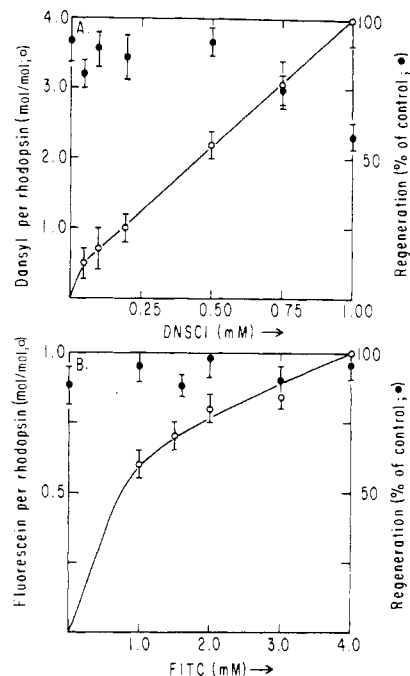 A.
Dansyl per rhodopsin (mol/mol; ○)
4.0
3.0
2.0
1.0
100
50
00
Regeneration (% of control; ●)
0.25 0.50 0.75 1.00
DNSCl (mM) →
B.
Fluorescein per rhodopsin (mol/mol, ○)
1.0
0.5
100
50
Regeneration (% of control; ●)
1.0 2.0 3.0 4.0
FITC (mM) →